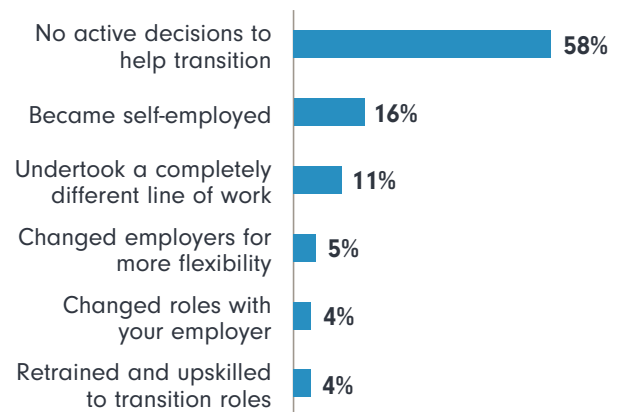 No active decisions to
help transition
58%
Became self-employed
16%
Undertook a completely
different line of work
11%
Changed employers for
more flexibility
5%
Changed roles with
your employer
4%
Retrained and upskilled
to transition roles
4%